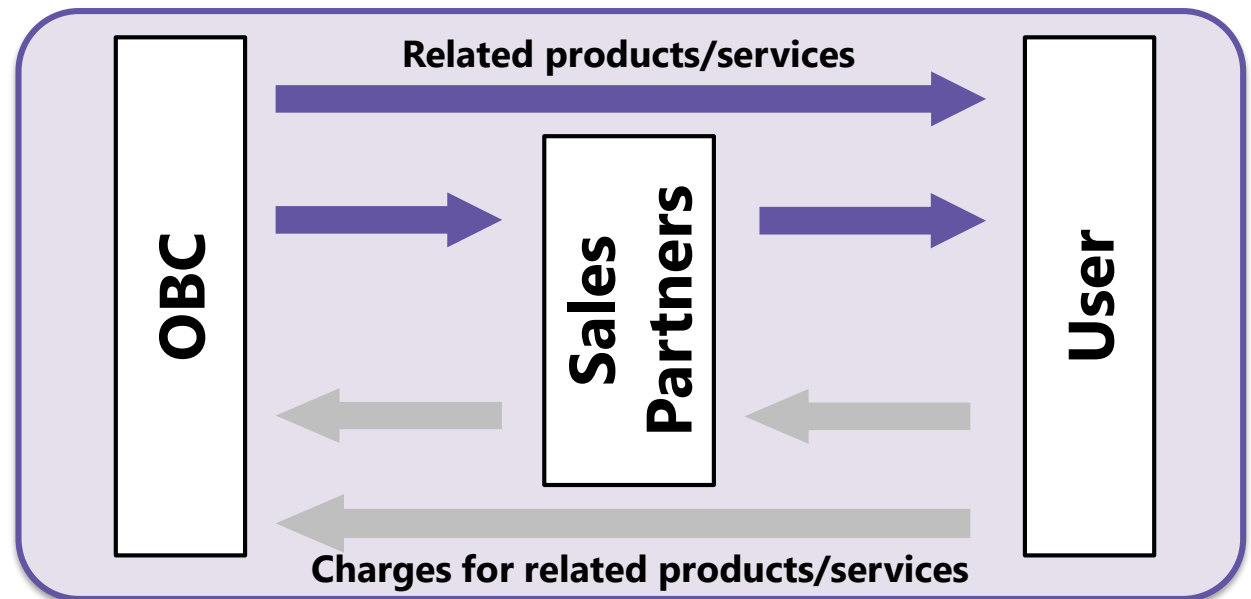 Related products/services
OBC
Sales
Partners
User
Charges for related products/services